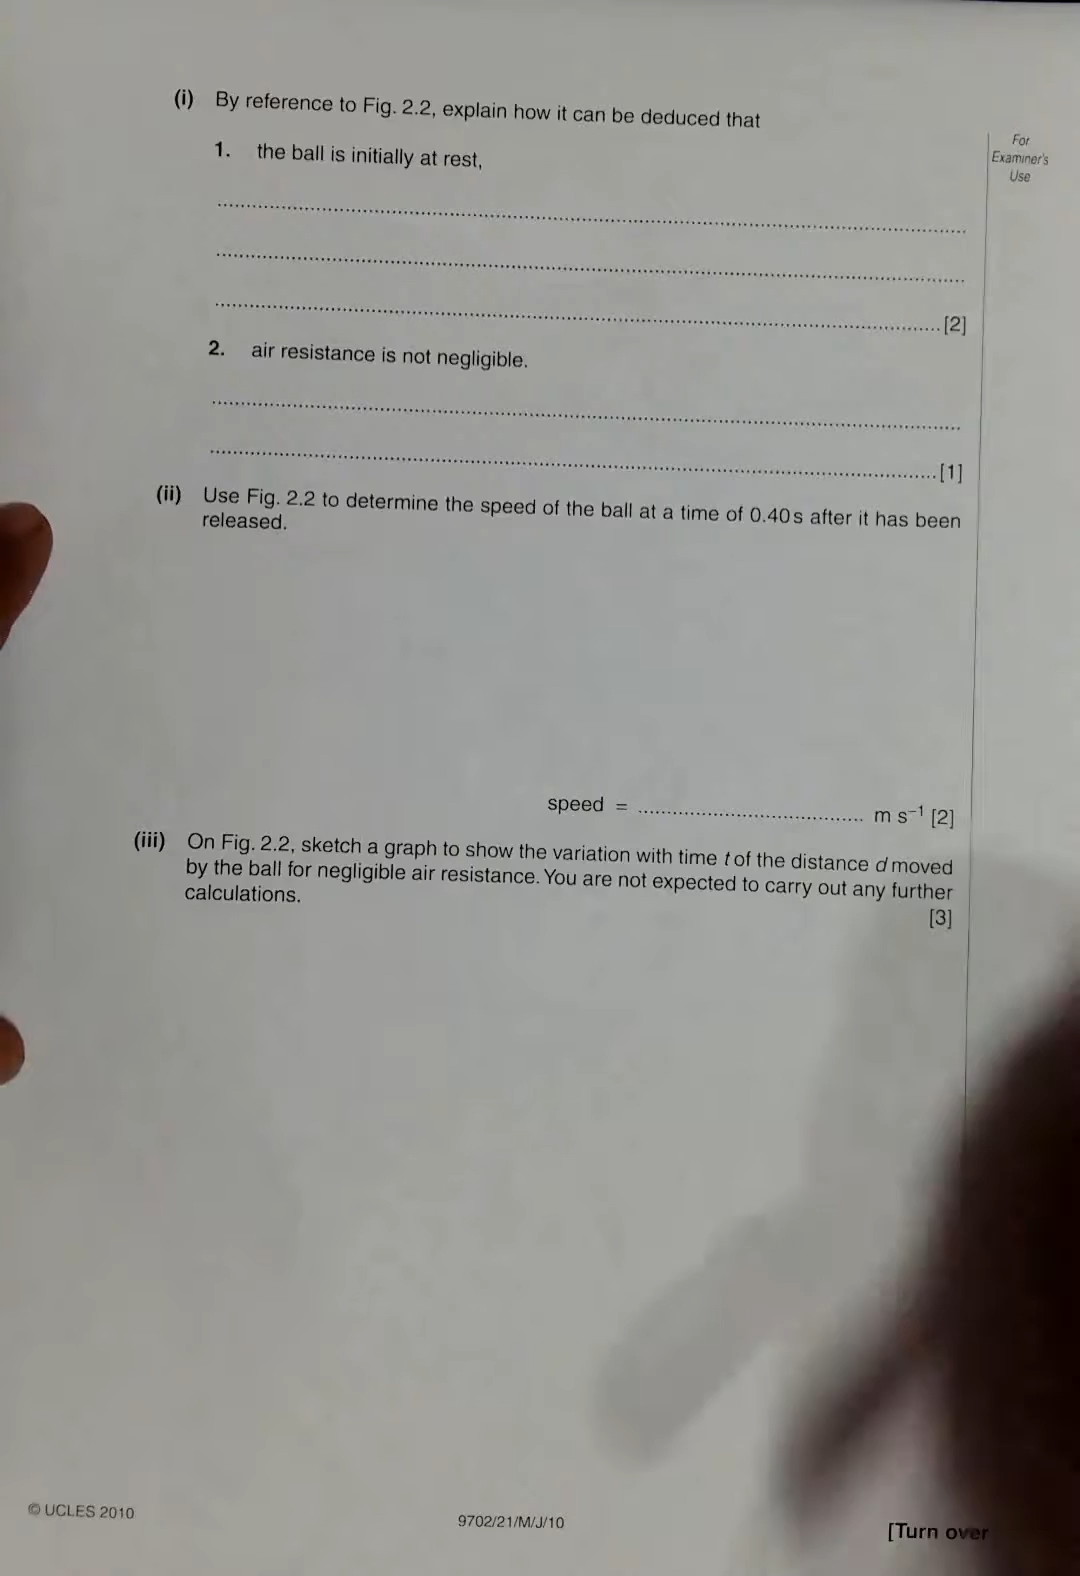 (i) By reference to Fig. 2.2, explain how it can be deduced that
For
Examiner's
Use
1. the ball is initially at rest,
..........................................................................................
..........................................................................................
..........................................................................................[2]
2. air resistance is not negligible.
..........................................................................................
..........................................................................................[1]
(ii) Use Fig. 2.2 to determine the speed of the ball at a time of 0.40 s after it has been
released.
speed = ........................................ m s⁻¹ [2]
(iii) On Fig. 2.2, sketch a graph to show the variation with time t of the distance d moved
by the ball for negligible air resistance. You are not expected to carry out any further
calculations.
[3]
© UCLES 2010
9702/21/M/J/10
[Turn over